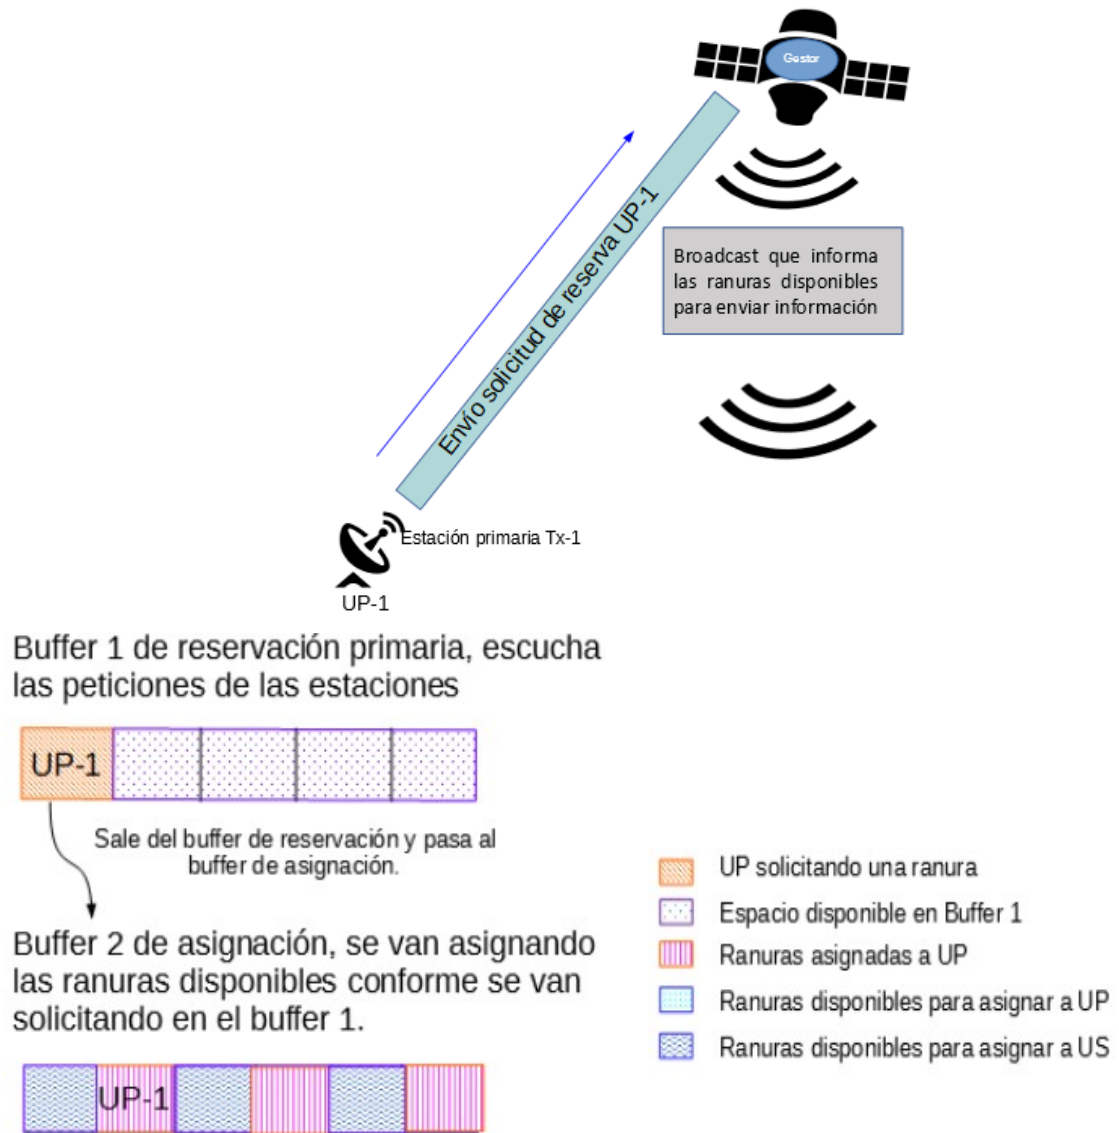 Gestor
Envío solicitud de reserva UP-1
Broadcast que informa
las ranuras disponibles
para enviar información
Estación primaria Tx-1
UP-1
Buffer 1 de reservación primaria, escucha
las peticiones de las estaciones
UP-1
Sale del buffer de reservación y pasa al
buffer de asignación.
Buffer 2 de asignación, se van asignando
las ranuras disponibles conforme se van
solicitando en el buffer 1.
UP-1
UP solicitando una ranura
Espacio disponible en Buffer 1
Ranuras asignadas a UP
Ranuras disponibles para asignar a UP
Ranuras disponibles para asignar a US